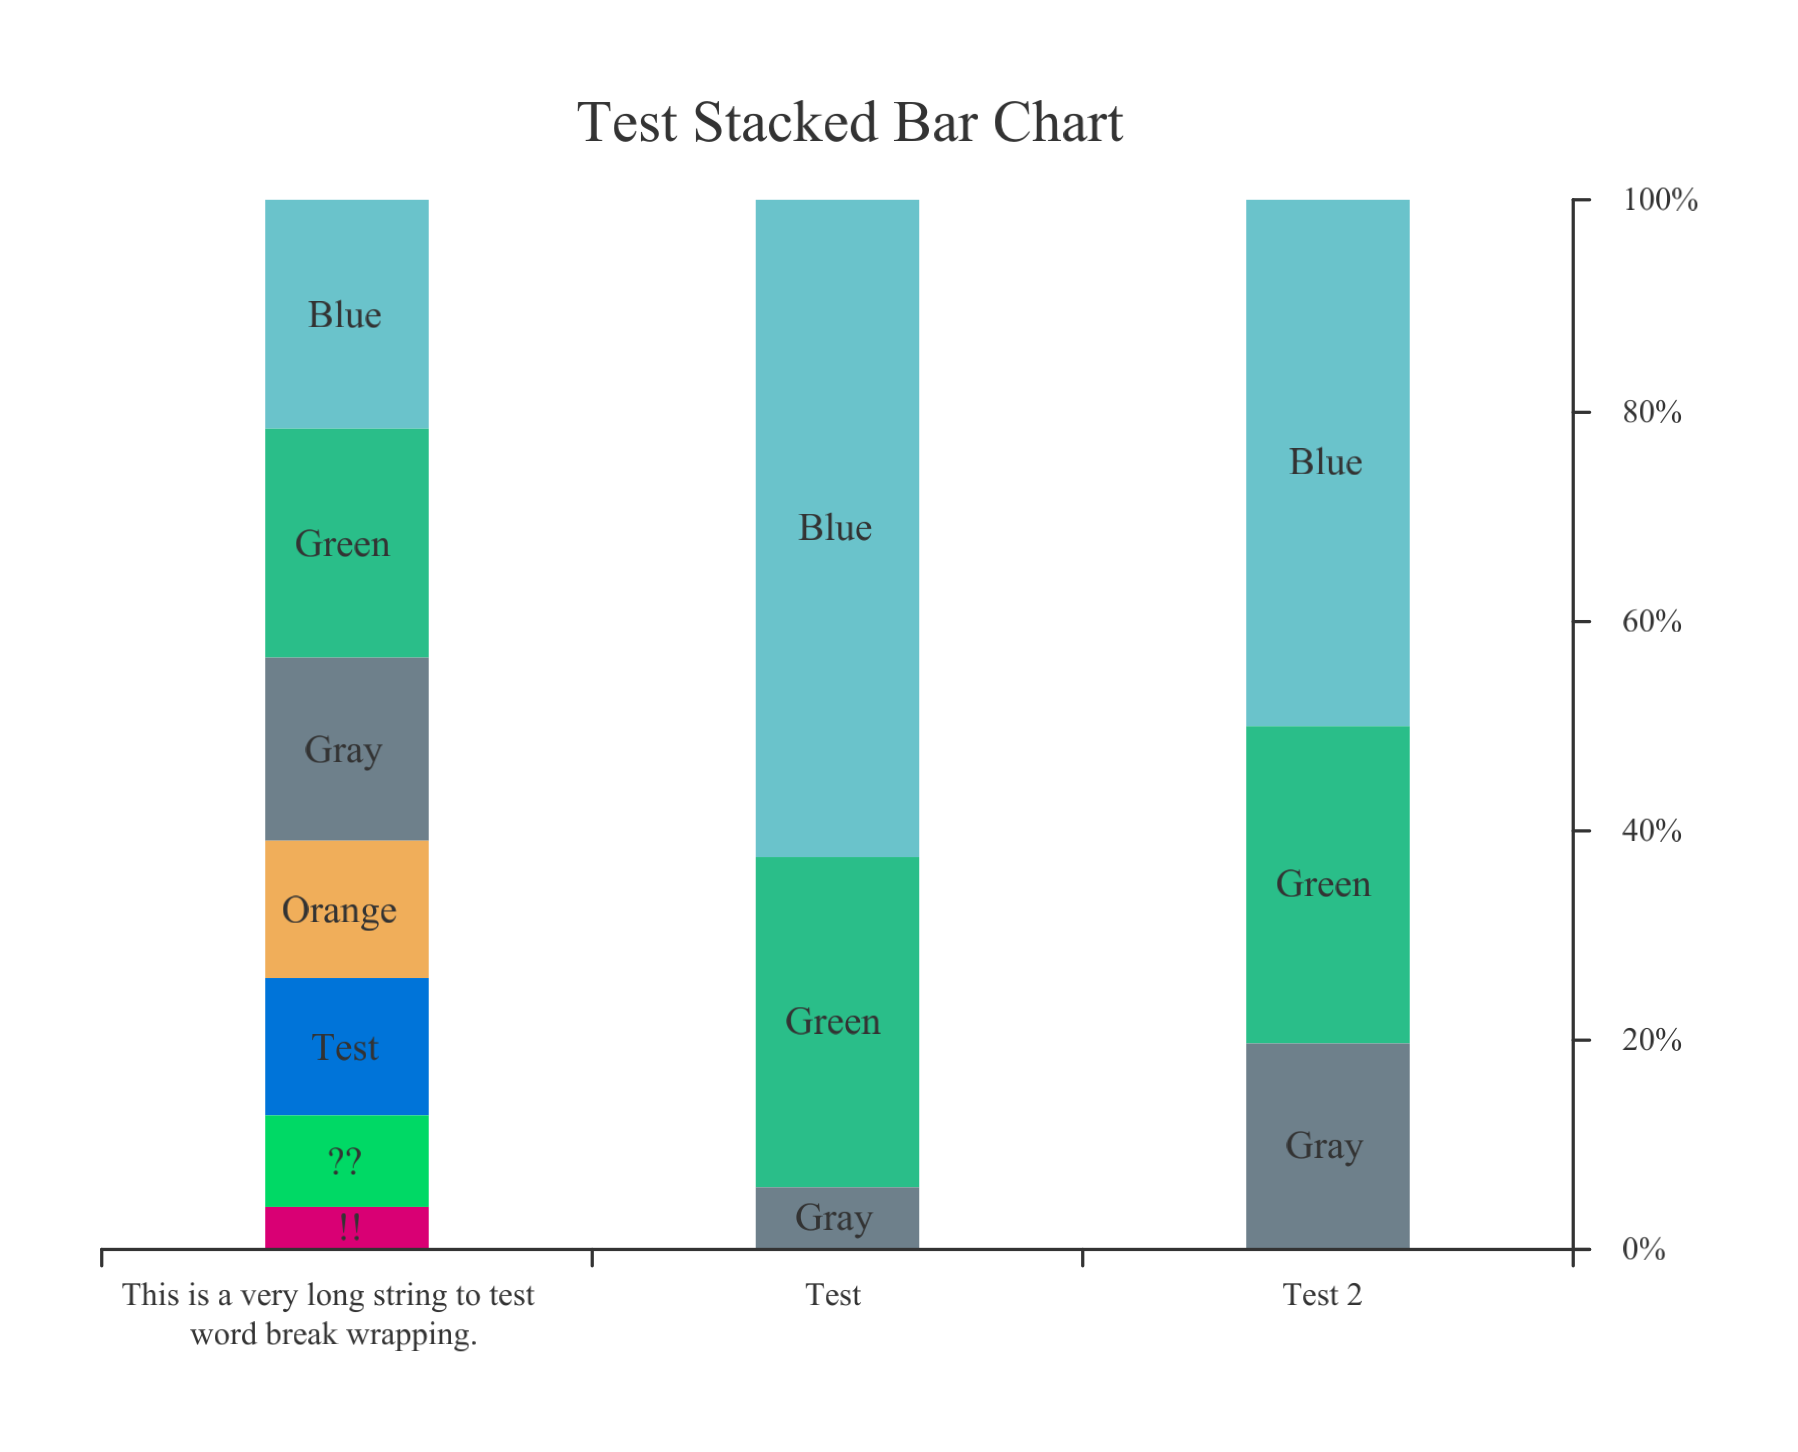 Test Stacked Bar Chart
Blue
Green
Gray
Orange
Test
??
!!
Blue
Green
Gray
Blue
Green
Gray
100%
80%
60%
40%
20%
0%
This is a very long string to test
word break wrapping.
Test
Test 2